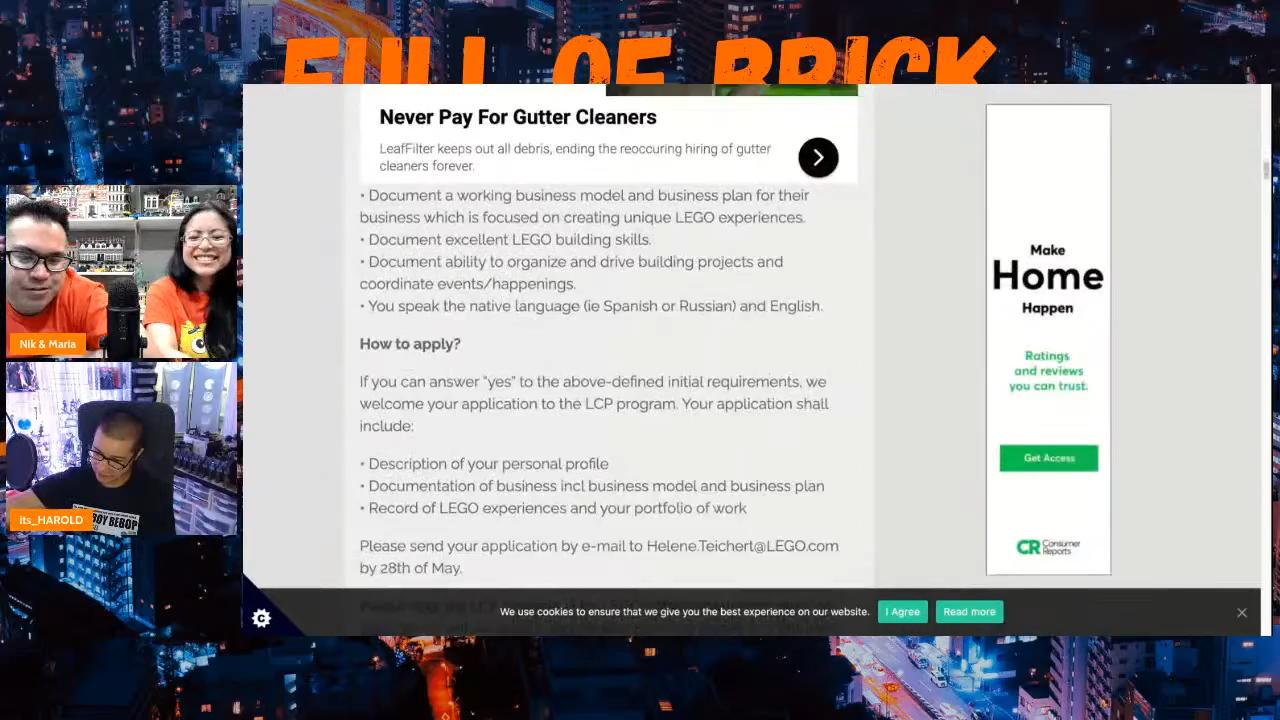 FULL OF BRICK
Never Pay For Gutter Cleaners
LeafFilter keeps out all debris, ending the reoccuring hiring of gutter
cleaners forever.
• Document a working business model and business plan for their
business which is focused on creating unique LEGO experiences.
• Document excellent LEGO building skills.
• Document ability to organize and drive building projects and
coordinate events/happenings.
• You speak the native language (ie Spanish or Russian) and English.
How to apply?
If you can answer “yes” to the above-defined initial requirements, we
welcome your application to the LCP program. Your application shall
include:
• Description of your personal profile
• Documentation of business incl business model and business plan
• Record of LEGO experiences and your portfolio of work
Please send your application by e-mail to Helene.Teichert@LEGO.com
by 28th of May.
Make
Home
Happen
Ratings
and reviews
you can trust.
Get Access
CR Consumer
Reports
Nik & Marla
BOY BEBOP
its_HAROLD
We use cookies to ensure that we give you the best experience on our website.
I Agree
Read more